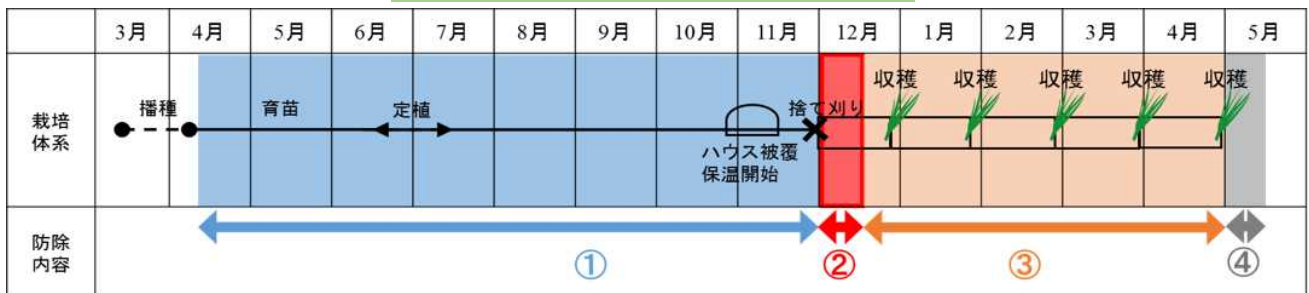 3月 4月 5月 6月 7月 8月 9月 10月 11月 12月 1月 2月 3月 4月 5月
栽培
体系
播種 育苗 定植 捨て刈り 収穫 収穫 収穫 収穫 収穫
ハウス被覆
保温開始
防除
内容
① ② ③ ④